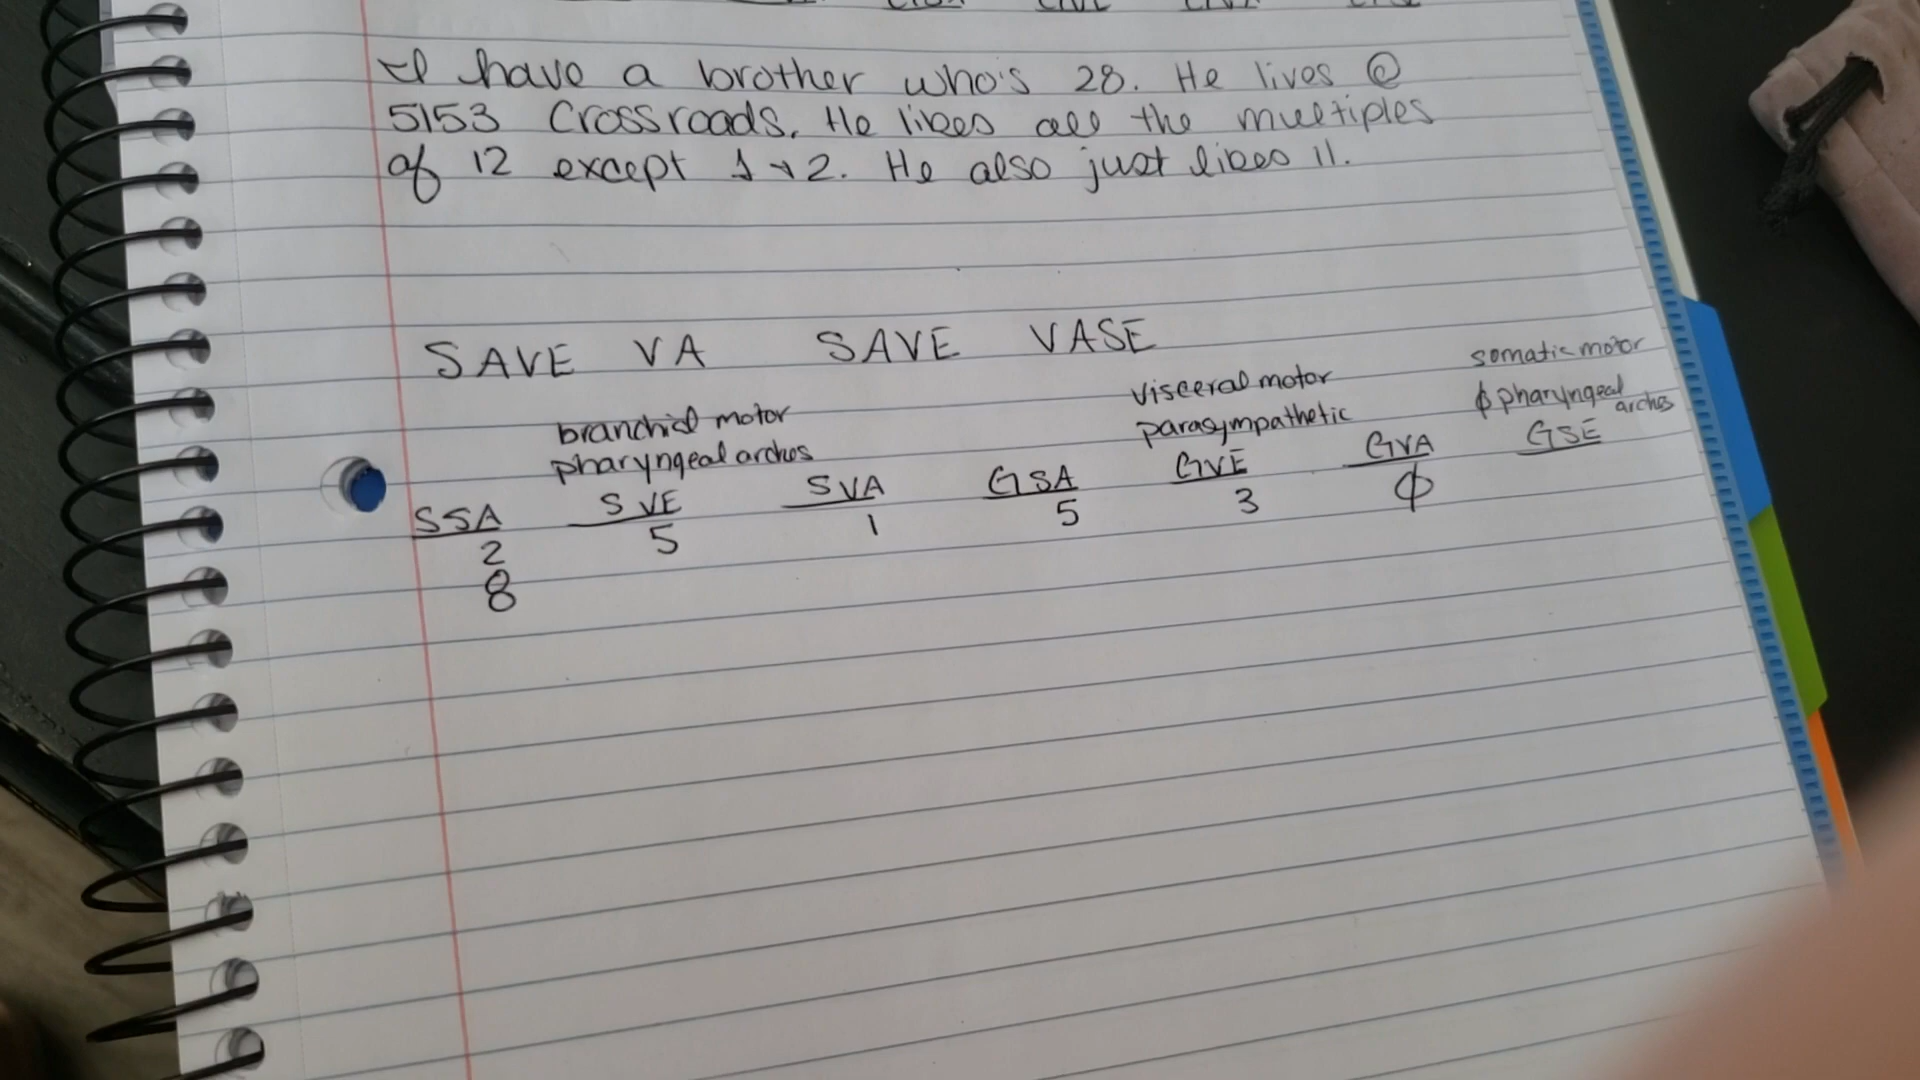 I have a brother who's 28. He lives @
5153 Crossroads. He likes all the multiples
of 12 except 1 + 2. He also just likes 11.
SAVE VA SAVE VASE
somatic motor
visceral motor
ϕ pharyngeal arches
branchial motor
parasympathetic
pharyngeal arches
SSA SVE SVA GSA GVE GVA GSE
2 5 1 5 3 ϕ
8